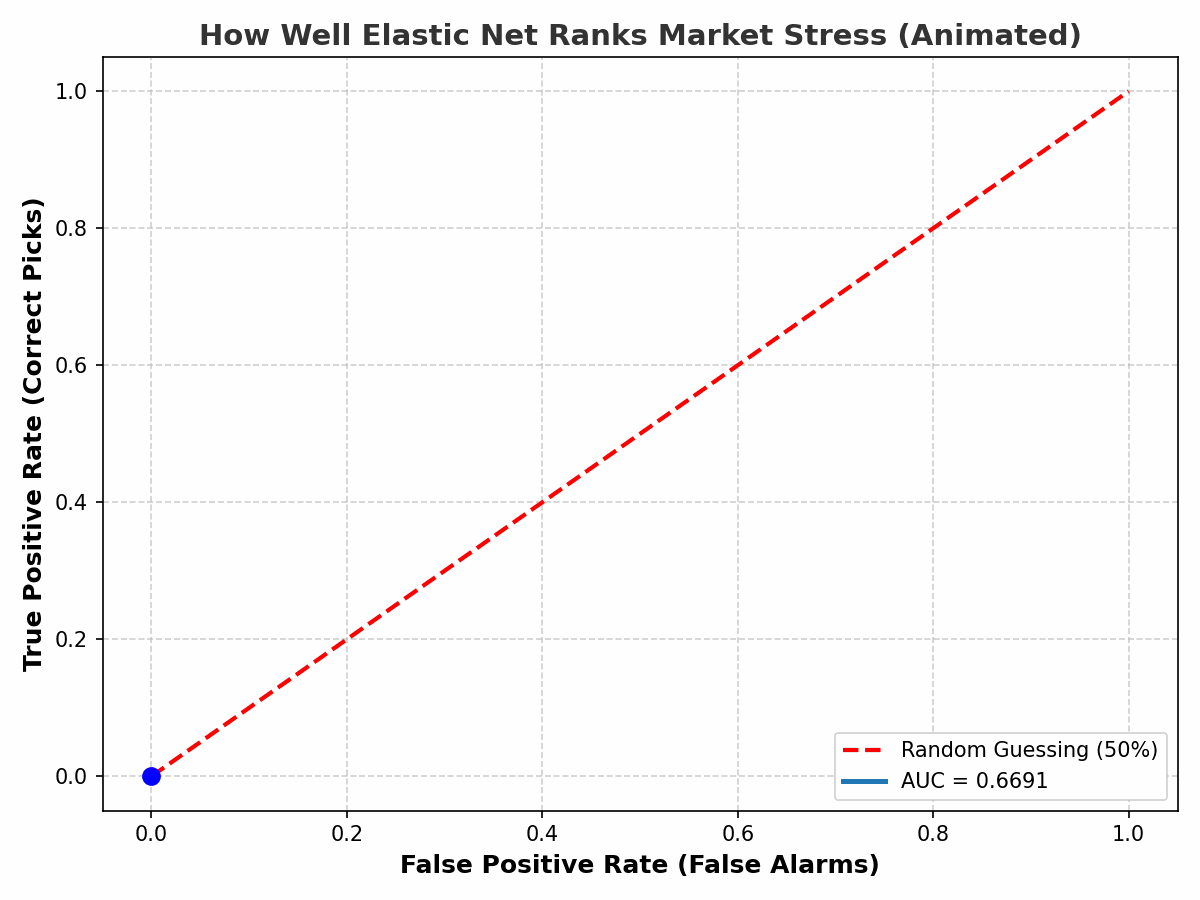 How Well Elastic Net Ranks Market Stress (Animated)
True Positive Rate (Correct Picks)
1.0
0.8
0.6
0.4
0.2
0.0
Random Guessing (50%)
AUC = 0.6691
0.0 0.2 0.4 0.6 0.8 1.0
False Positive Rate (False Alarms)